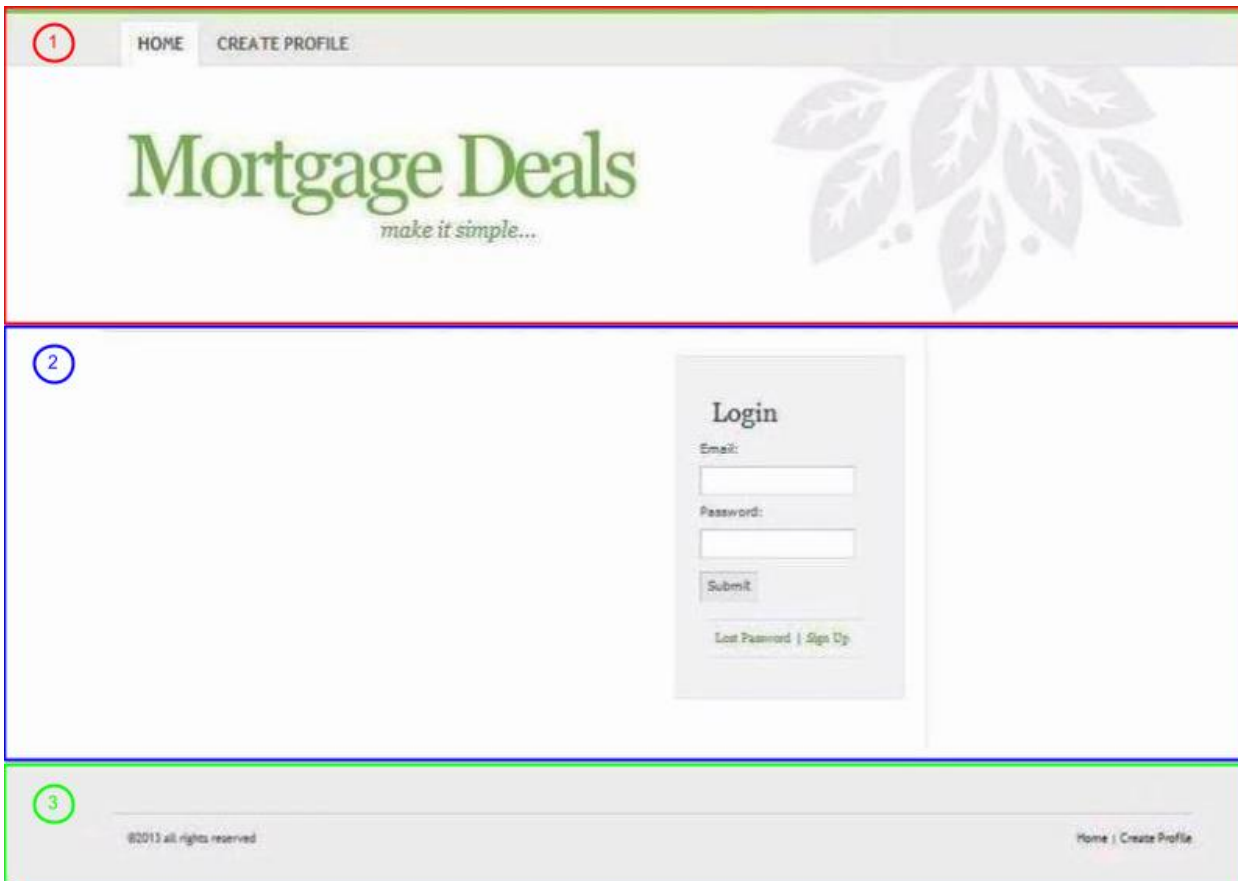 1
HOME CREATE PROFILE
Mortgage Deals
make it simple...
2
Login
Email:
Password:
Submit
Lost Password | Sign Up
3
©2013 all rights reserved
Home | Create Profile